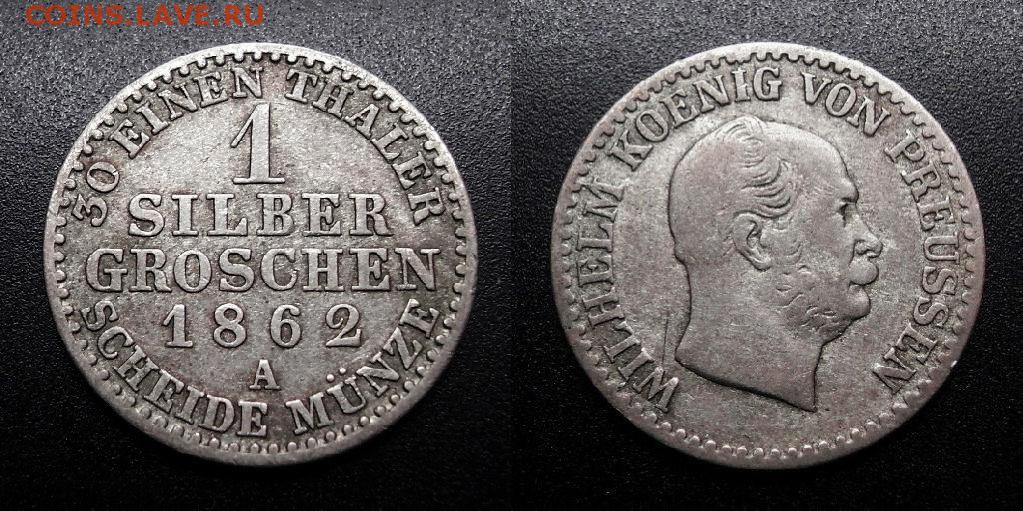 COINS.LAVE.RU
30 EINEN THALER
1
SILBER
GROSCHEN
1862
A
SCHEIDE MÜNZE
WILHELM KOENIG VON PREUSSEN